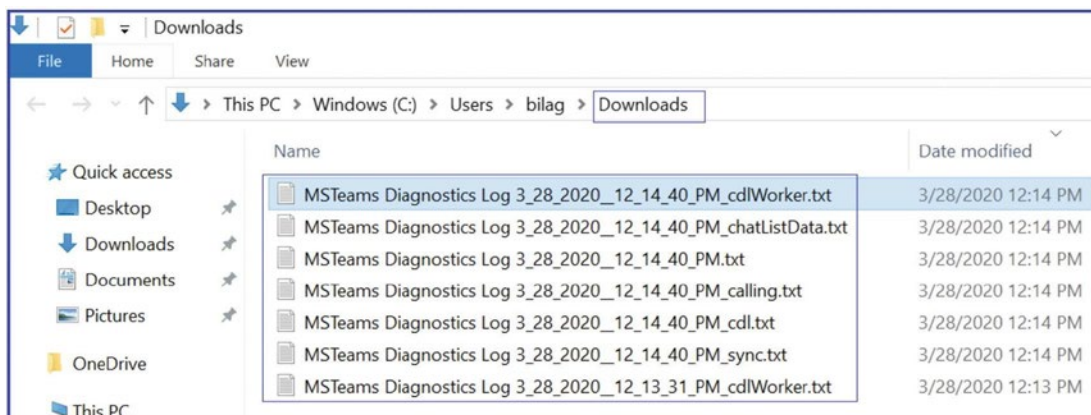 Downloads
File Home Share View
This PC > Windows (C:) > Users > bilag > Downloads
Name Date modified
Quick access
Desktop
Downloads
Documents
Pictures
OneDrive
This PC
MSTeams Diagnostics Log 3_28_2020__12_14_40_PM_cdlWorker.txt 3/28/2020 12:14 PM
MSTeams Diagnostics Log 3_28_2020__12_14_40_PM_chatListData.txt 3/28/2020 12:14 PM
MSTeams Diagnostics Log 3_28_2020__12_14_40_PM.txt 3/28/2020 12:14 PM
MSTeams Diagnostics Log 3_28_2020__12_14_40_PM_calling.txt 3/28/2020 12:14 PM
MSTeams Diagnostics Log 3_28_2020__12_14_40_PM_cdl.txt 3/28/2020 12:14 PM
MSTeams Diagnostics Log 3_28_2020__12_14_40_PM_sync.txt 3/28/2020 12:14 PM
MSTeams Diagnostics Log 3_28_2020__12_13_31_PM_cdlWorker.txt 3/28/2020 12:13 PM